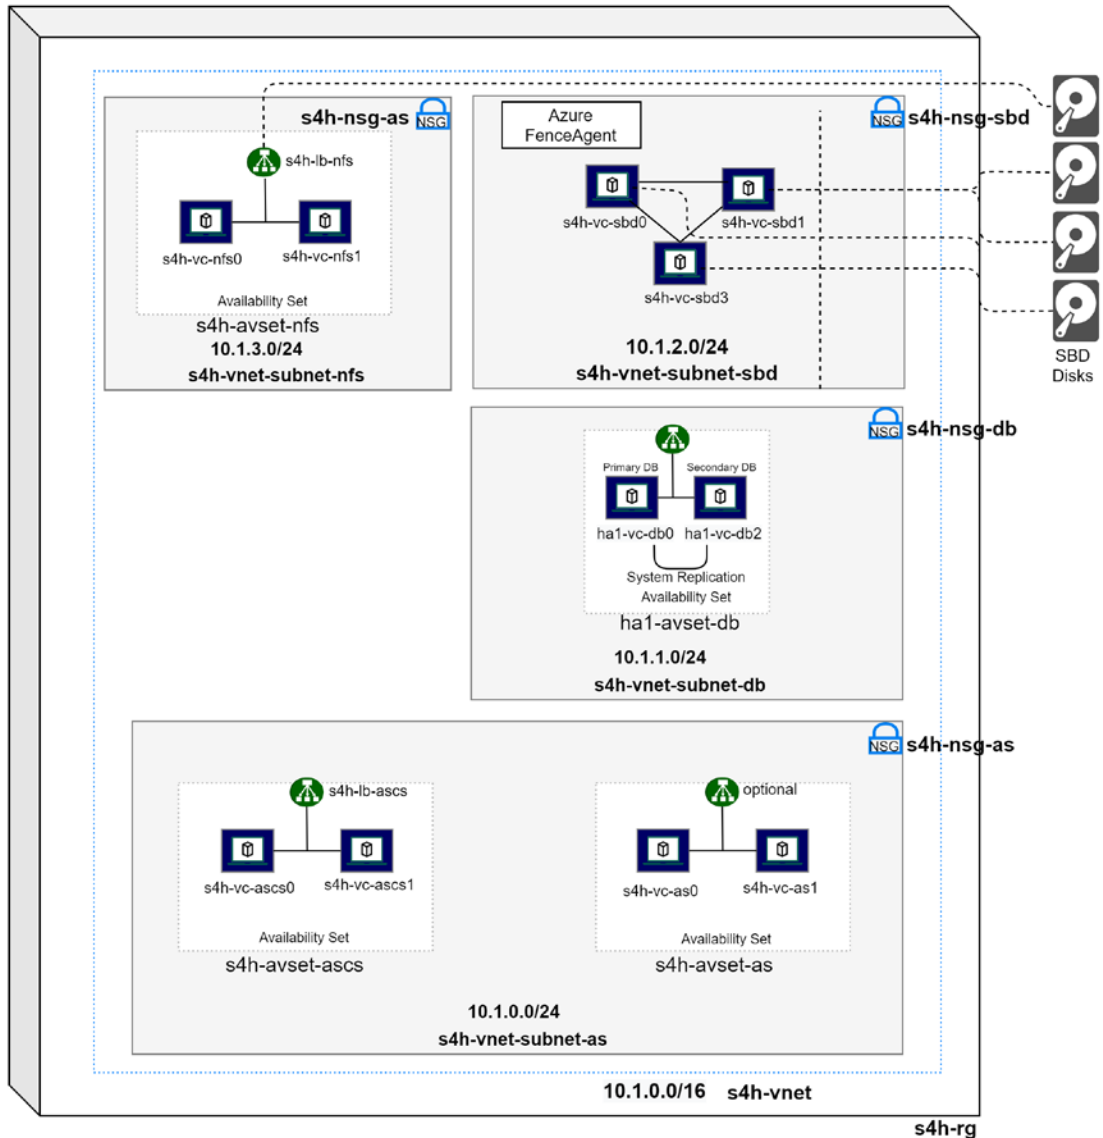 s4h-nsg-as
NSG
s4h-lb-nfs
s4h-vc-nfs0
s4h-vc-nfs1
Availability Set
s4h-avset-nfs
10.1.3.0/24
s4h-vnet-subnet-nfs
Azure
FenceAgent
NSG
s4h-nsg-sbd
s4h-vc-sbd0
s4h-vc-sbd1
s4h-vc-sbd3
10.1.2.0/24
s4h-vnet-subnet-sbd
SBD
Disks
NSG
s4h-nsg-db
Primary DB
Secondary DB
ha1-vc-db0
ha1-vc-db2
System Replication
Availability Set
ha1-avset-db
10.1.1.0/24
s4h-vnet-subnet-db
NSG
s4h-nsg-as
s4h-lb-ascs
s4h-vc-ascs0
s4h-vc-ascs1
Availability Set
s4h-avset-ascs
optional
s4h-vc-as0
s4h-vc-as1
Availability Set
s4h-avset-as
10.1.0.0/24
s4h-vnet-subnet-as
10.1.0.0/16 s4h-vnet
s4h-rg